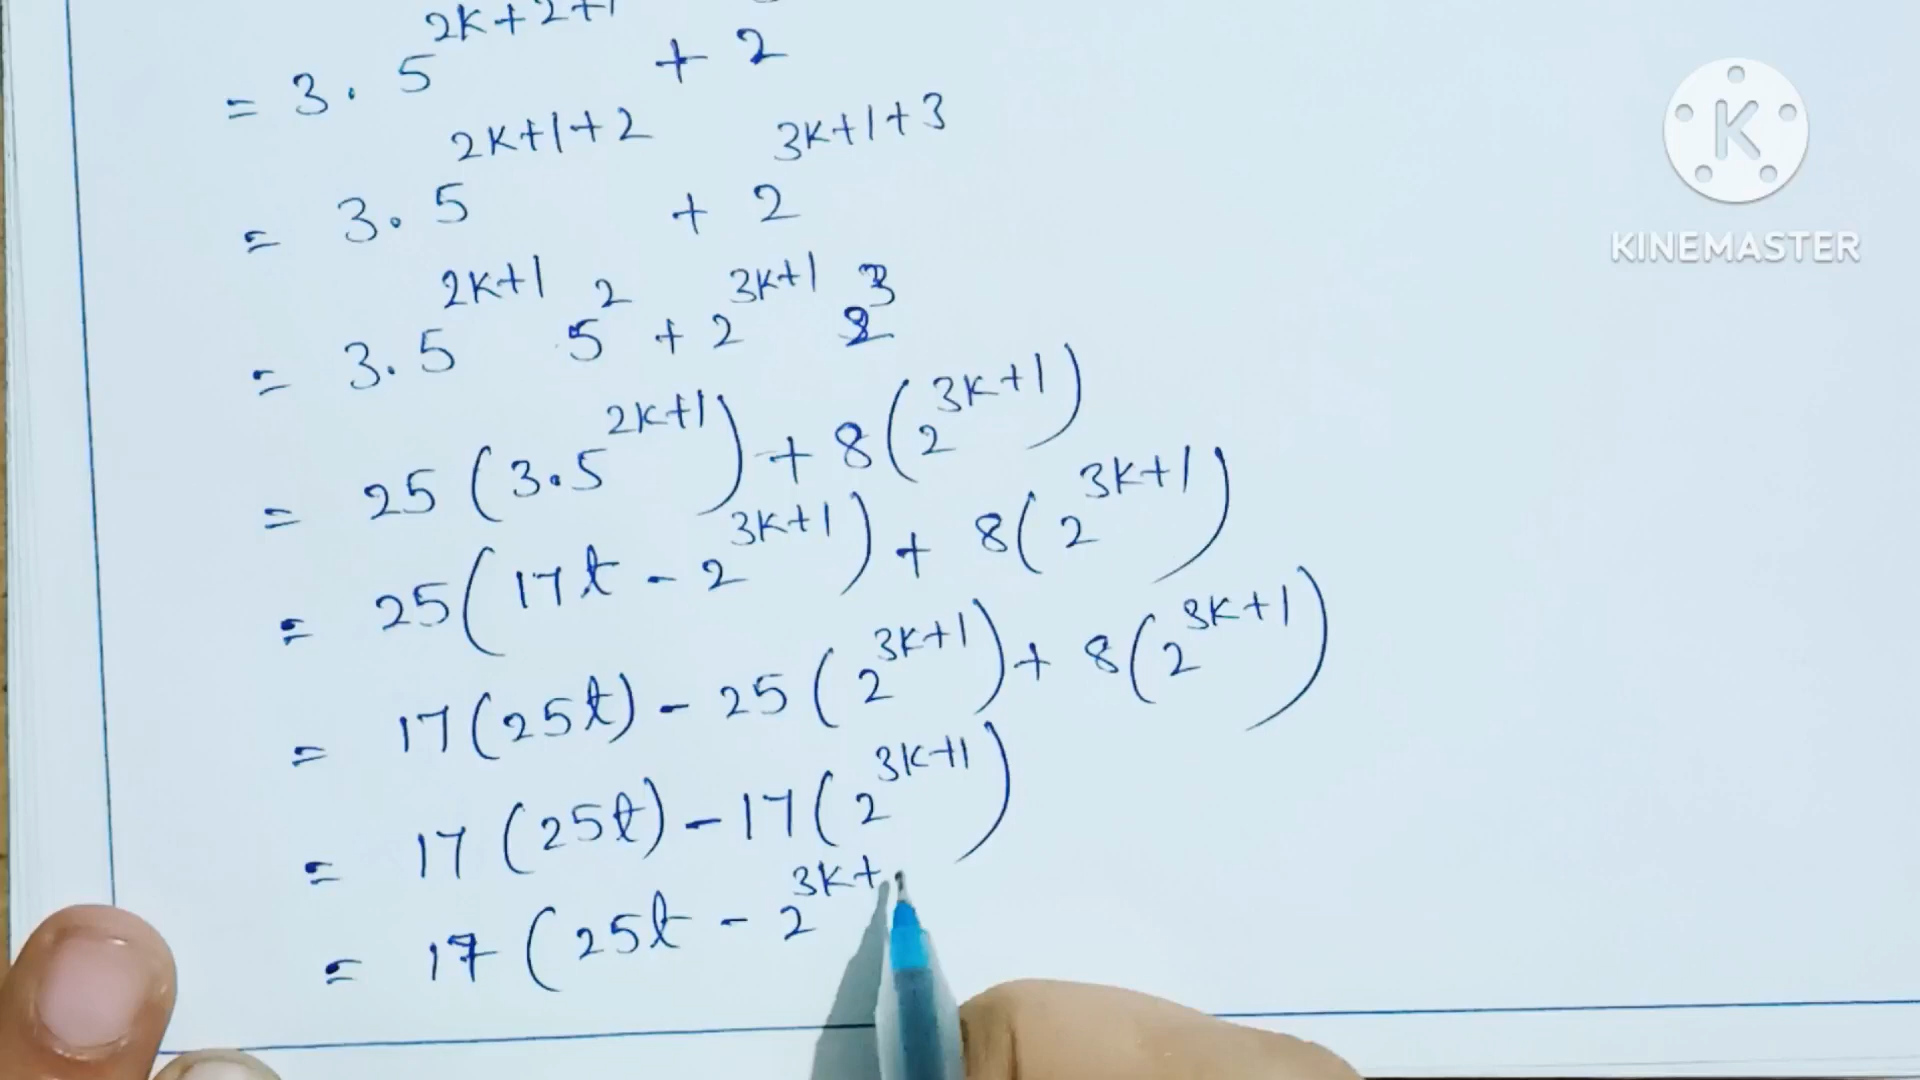 = 3. 5^{2K+2+1} + 2
= 3. 5^{2K+1+2} + 2^{3K+1+3}
= 3. 5^{2K+1} 5^2 + 2^{3K+1} 2^3
= 25 (3.5^{2K+1}) + 8 (2^{3K+1})
= 25 (17t - 2^{3K+1}) + 8 (2^{3K+1})
= 17 (25t) - 25 (2^{3K+1}) + 8 (2^{3K+1})
= 17 (25t) - 17 (2^{3K+1})
= 17 (25t - 2^{3K+
K
KINEMASTER